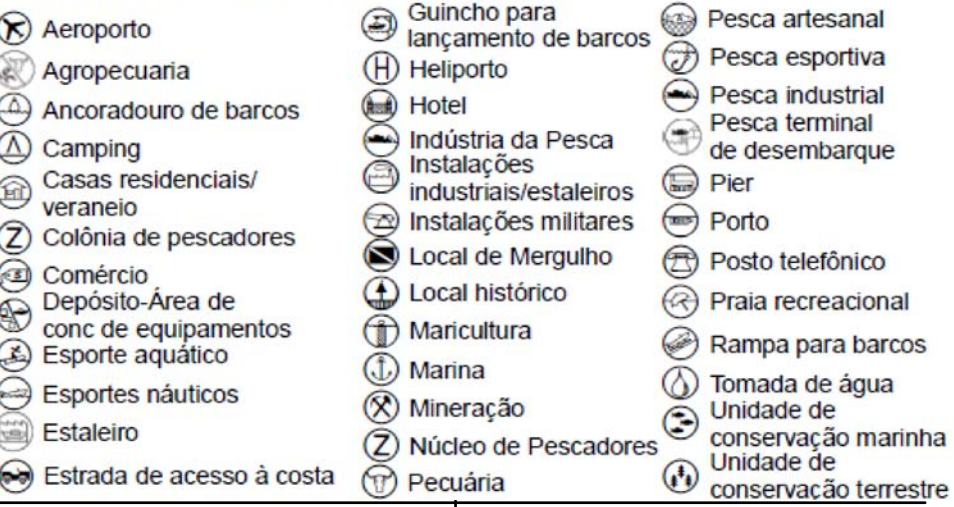 Aeroporto
Agropecuaria
Ancoradouro de barcos
Camping
Casas residenciais/
veraneio
Z Colônia de pescadores
$ Comércio
Depósito-Área de
conc de equipamentos
Esporte aquático
Esportes náuticos
Estaleiro
Estrada de acesso à costa
Guincho para
lançamento de barcos
H Heliporto
Hotel
Indústria da Pesca
Instalações
industriais/estaleiros
Instalações militares
Local de Mergulho
Local histórico
Maricultura
Marina
Mineração
Z Núcleo de Pescadores
Pecuária
Pesca artesanal
Pesca esportiva
Pesca industrial
Pesca terminal
de desembarque
Pier
Porto
Posto telefônico
Praia recreacional
Rampa para barcos
Tomada de água
Unidade de
conservação marinha
Unidade de
conservação terrestre